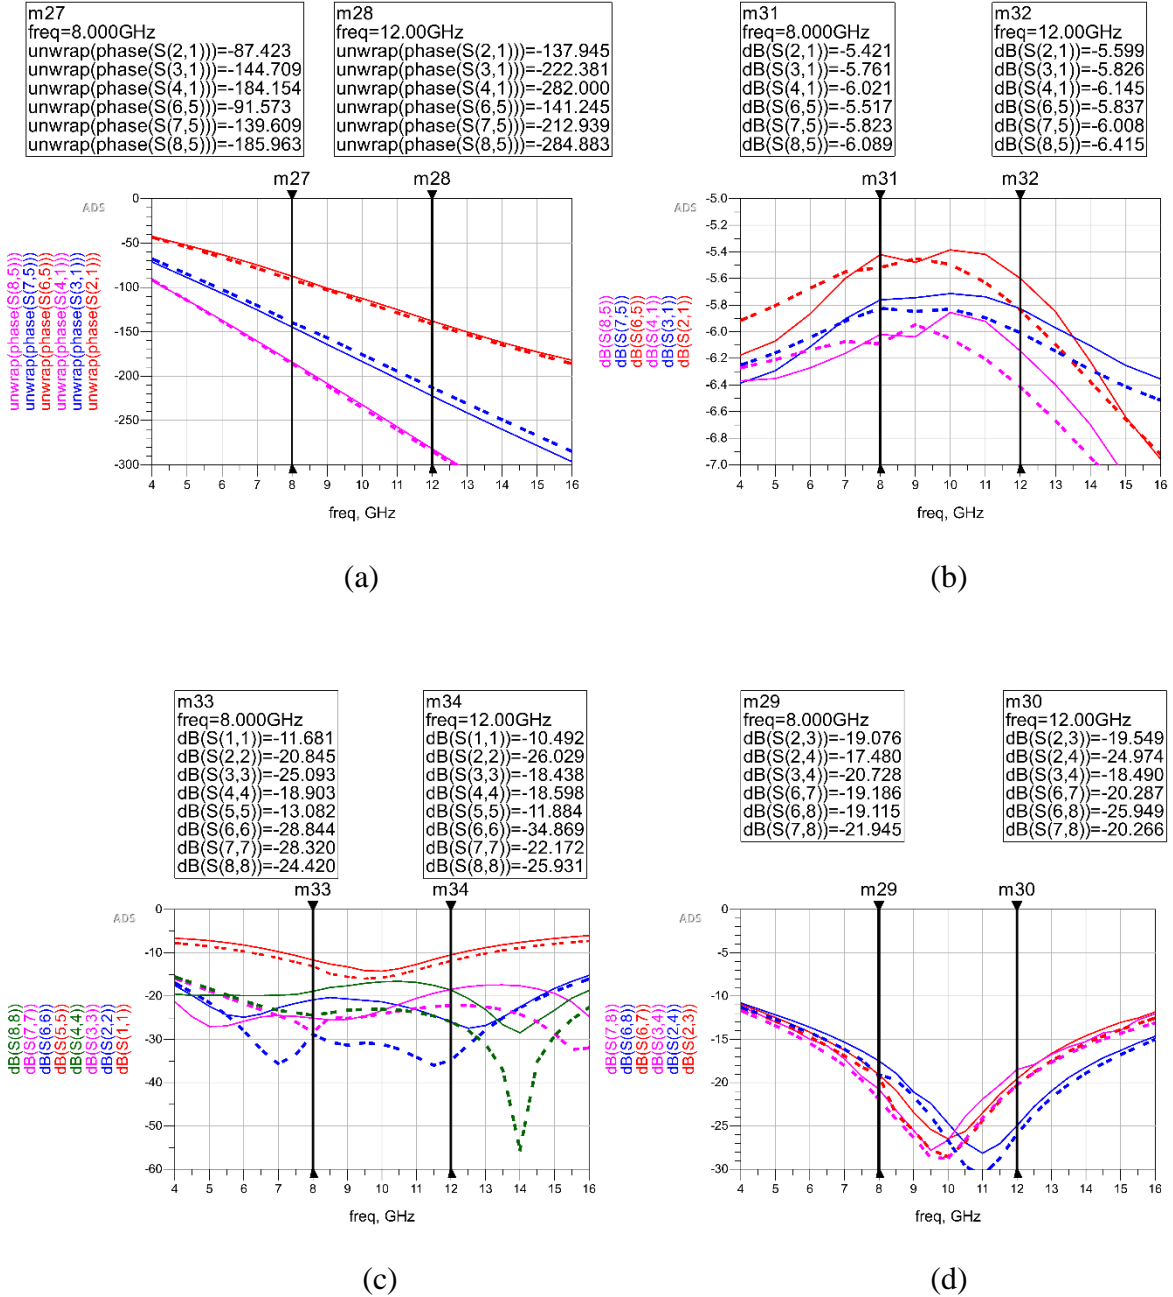 m27
freq=8.000GHz
unwrap(phase(S(2,1)))=-87.423
unwrap(phase(S(3,1)))=-144.709
unwrap(phase(S(4,1)))=-184.154
unwrap(phase(S(6,5)))=-91.573
unwrap(phase(S(7,5)))=-139.609
unwrap(phase(S(8,5)))=-185.963
m28
freq=12.00GHz
unwrap(phase(S(2,1)))=-137.945
unwrap(phase(S(3,1)))=-222.381
unwrap(phase(S(4,1)))=-282.000
unwrap(phase(S(6,5)))=-141.245
unwrap(phase(S(7,5)))=-212.939
unwrap(phase(S(8,5)))=-284.883
m27
m28
ADS
0
-50
-100
-150
-200
-250
-300
unwrap(phase(S(8,5)))
unwrap(phase(S(7,5)))
unwrap(phase(S(6,5)))
unwrap(phase(S(4,1)))
unwrap(phase(S(3,1)))
unwrap(phase(S(2,1)))
4 5 6 7 8 9 10 11 12 13 14 15 16
freq, GHz
(a)
m31
freq=8.000GHz
dB(S(2,1))=-5.421
dB(S(3,1))=-5.761
dB(S(4,1))=-6.021
dB(S(6,5))=-5.517
dB(S(7,5))=-5.823
dB(S(8,5))=-6.089
m32
freq=12.00GHz
dB(S(2,1))=-5.599
dB(S(3,1))=-5.826
dB(S(4,1))=-6.145
dB(S(6,5))=-5.837
dB(S(7,5))=-6.008
dB(S(8,5))=-6.415
m31
m32
ADS
-5.0
-5.4
-5.8
-6.0
-6.2
-6.4
-6.6
-6.8
-7.0
dB(S(8,5))
dB(S(7,5))
dB(S(6,5))
dB(S(4,1))
dB(S(3,1))
dB(S(2,1))
4 5 6 7 8 9 10 11 12 13 14 15 16
freq, GHz
(b)
m33
freq=8.000GHz
dB(S(1,1))=-11.681
dB(S(2,2))=-20.845
dB(S(3,3))=-25.093
dB(S(4,4))=-18.903
dB(S(5,5))=-13.082
dB(S(6,6))=-28.844
dB(S(7,7))=-28.320
dB(S(8,8))=-24.420
m34
freq=12.00GHz
dB(S(1,1))=-10.492
dB(S(2,2))=-26.029
dB(S(3,3))=-18.438
dB(S(4,4))=-18.598
dB(S(5,5))=-11.884
dB(S(6,6))=-34.869
dB(S(7,7))=-22.172
dB(S(8,8))=-25.931
m33
m34
ADS
0
-10
-20
-30
-40
-50
-60
dB(S(8,8))
dB(S(7,7))
dB(S(6,6))
dB(S(5,5))
dB(S(4,4))
dB(S(3,3))
dB(S(2,2))
dB(S(1,1))
4 5 6 7 8 9 10 11 12 13 14 15 16
freq, GHz
(c)
m29
freq=8.000GHz
dB(S(2,3))=-19.076
dB(S(2,4))=-17.480
dB(S(3,4))=-20.728
dB(S(6,7))=-19.186
dB(S(6,8))=-19.115
dB(S(7,8))=-21.945
m30
freq=12.00GHz
dB(S(2,3))=-19.549
dB(S(2,4))=-24.974
dB(S(3,4))=-18.490
dB(S(6,7))=-20.287
dB(S(6,8))=-25.949
dB(S(7,8))=-20.266
m29
m30
ADS
0
-5
-10
-15
-20
-25
-30
dB(S(7,8))
dB(S(6,8))
dB(S(6,7))
dB(S(3,4))
dB(S(2,4))
dB(S(2,3))
4 5 6 7 8 9 10 11 12 13 14 15 16
freq, GHz
(d)